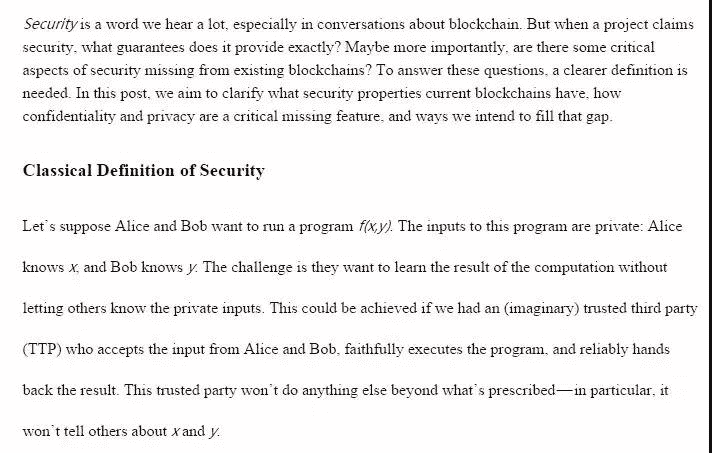 Security is a word we hear a lot, especially in conversations about blockchain. But when a project claims
security, what guarantees does it provide exactly? Maybe more importantly, are there some critical
aspects of security missing from existing blockchains? To answer these questions, a clearer definition is
needed. In this post, we aim to clarify what security properties current blockchains have, how
confidentiality and privacy are a critical missing feature, and ways we intend to fill that gap.
Classical Definition of Security
Let's suppose Alice and Bob want to run a program f(x,y). The inputs to this program are private: Alice
knows x, and Bob knows y. The challenge is they want to learn the result of the computation without
letting others know the private inputs. This could be achieved if we had an (imaginary) trusted third party
(TTP) who accepts the input from Alice and Bob, faithfully executes the program, and reliably hands
back the result. This trusted party won't do anything else beyond what's prescribed—in particular, it
won't tell others about x and y.